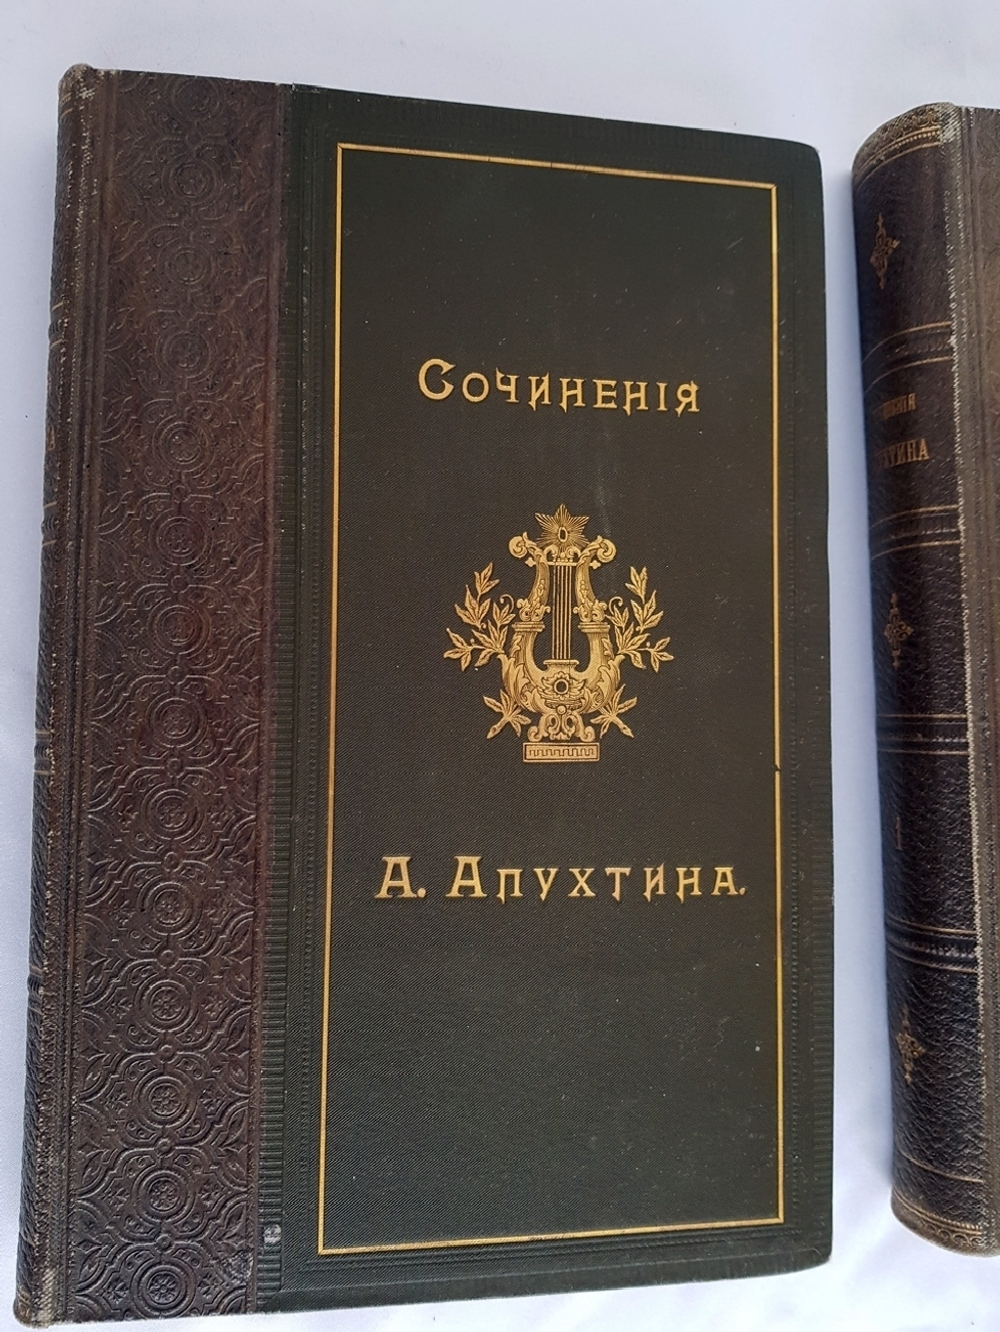 Сочиненія
А. Апухтина.
I